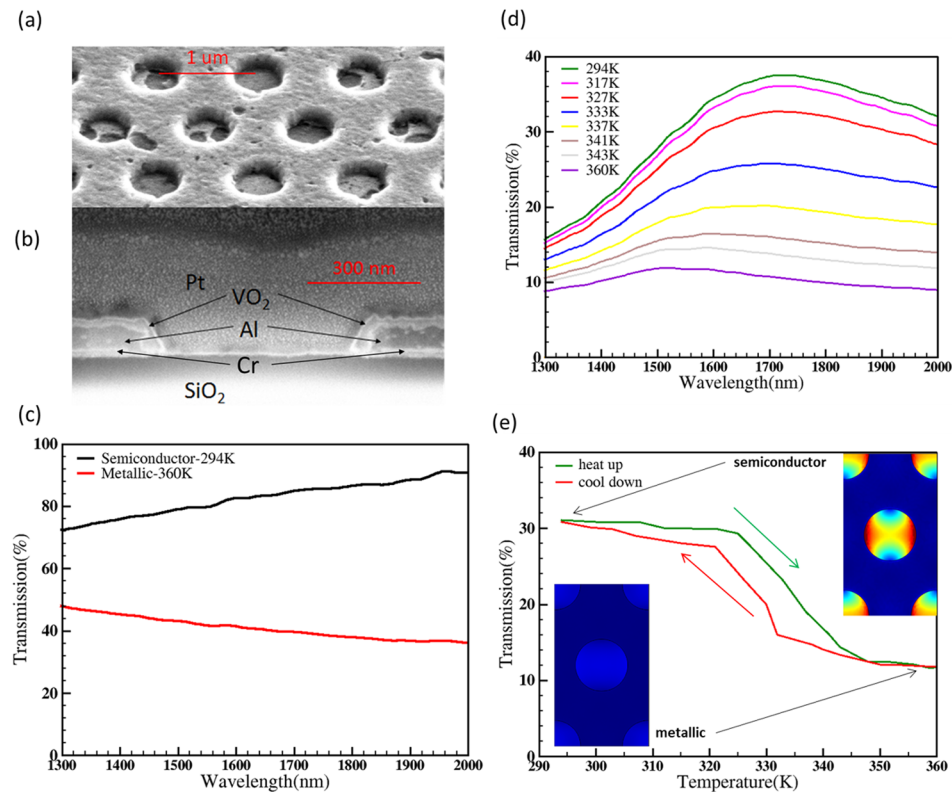 (a)
1 um
(b)
300 nm
Pt
VO2
Al
Cr
SiO2
(c)
100
80
60
40
20
0
Transmission(%)
Semiconductor-294K
Metallic-360K
1300 1400 1500 1600 1700 1800 1900 2000
Wavelength(nm)
(d)
40
30
20
10
0
Transmission(%)
294K
317K
327K
333K
337K
341K
343K
360K
1300 1400 1500 1600 1700 1800 1900 2000
Wavelength(nm)
(e)
40
30
20
10
0
Transmission(%)
heat up
cool down
semiconductor
metallic
290 300 310 320 330 340 350 360
Temperature(K)